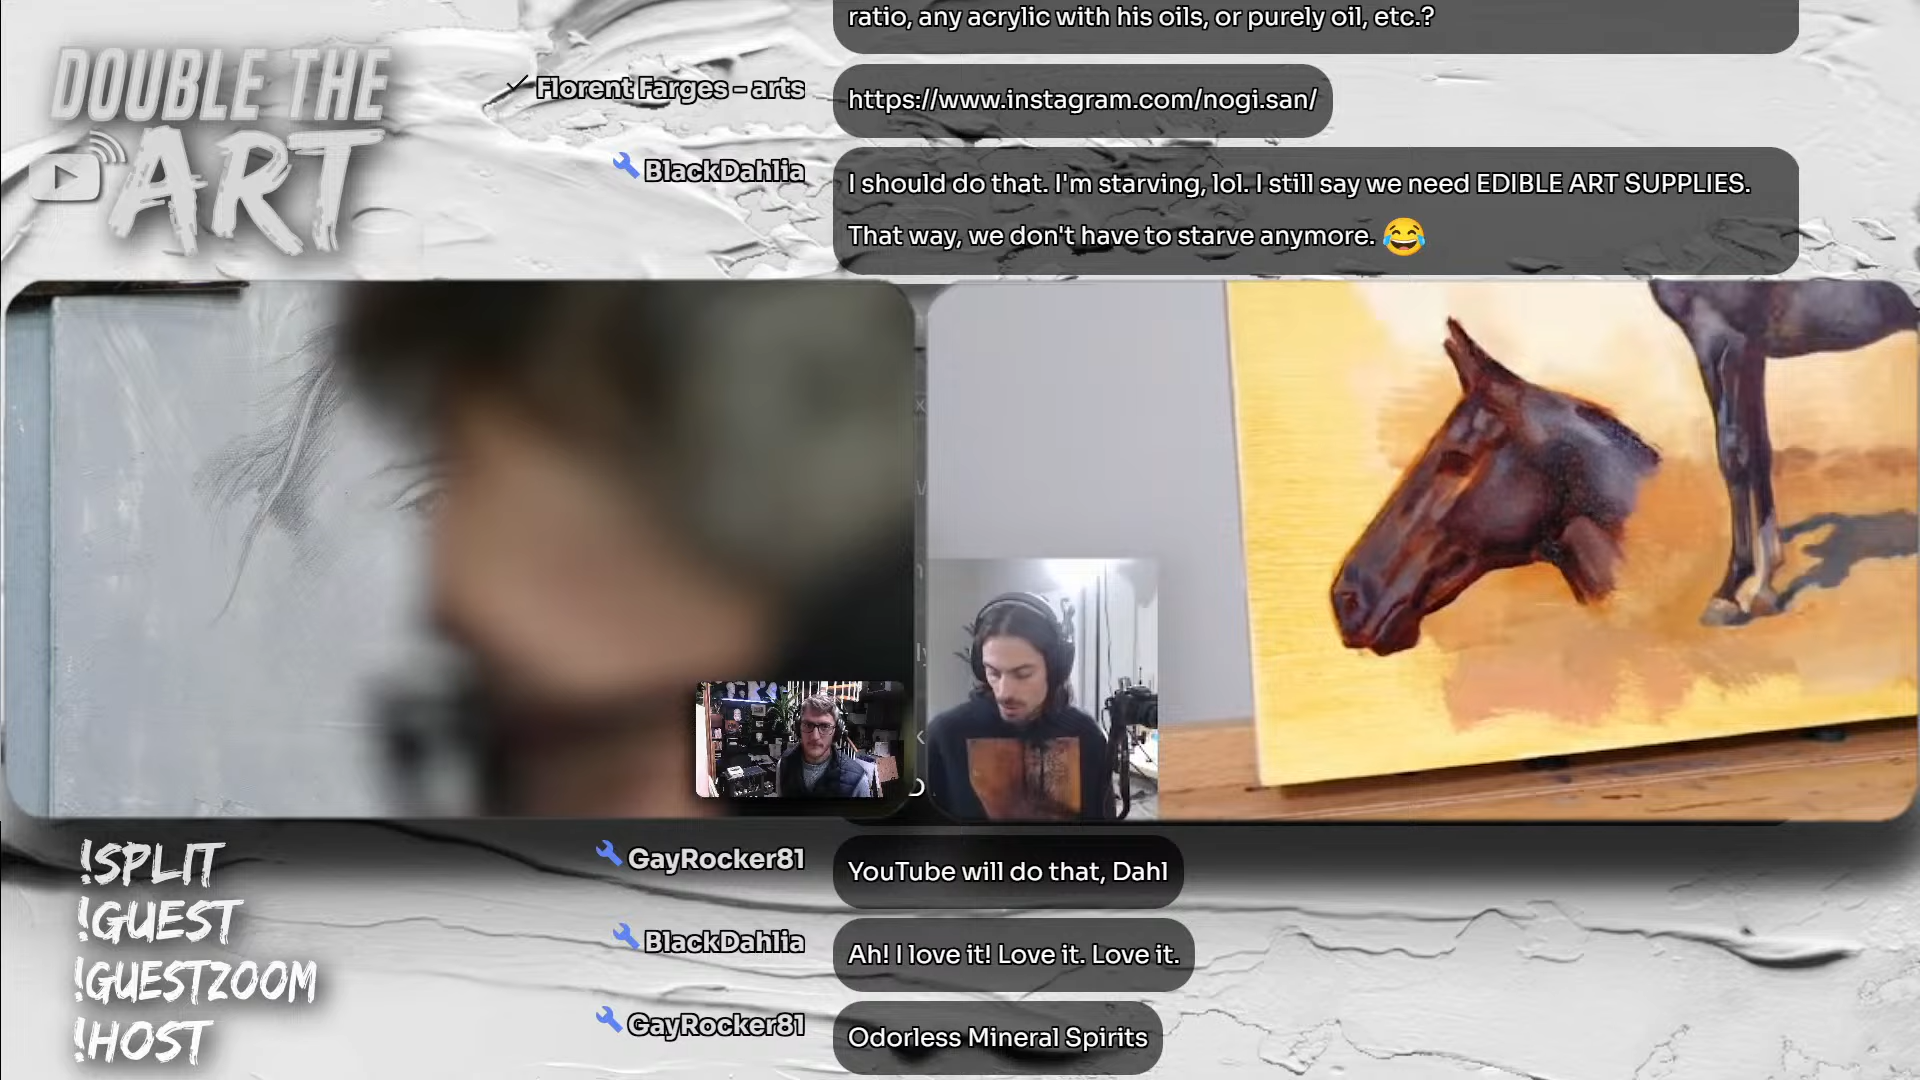 DOUBLE THE
ART
ratio, any acrylic with his oils, or purely oil, etc.?
Florent Farges - arts
https://www.instagram.com/nogi.san/
BlackDahlia
I should do that. I'm starving, lol. I still say we need EDIBLE ART SUPPLIES.
That way, we don't have to starve anymore. 😂
!SPLIT
!GUEST
!GUESTZOOM
!HOST
GayRocker81
YouTube will do that, Dahl
BlackDahlia
Ah! I love it! Love it. Love it.
GayRocker81
Odorless Mineral Spirits